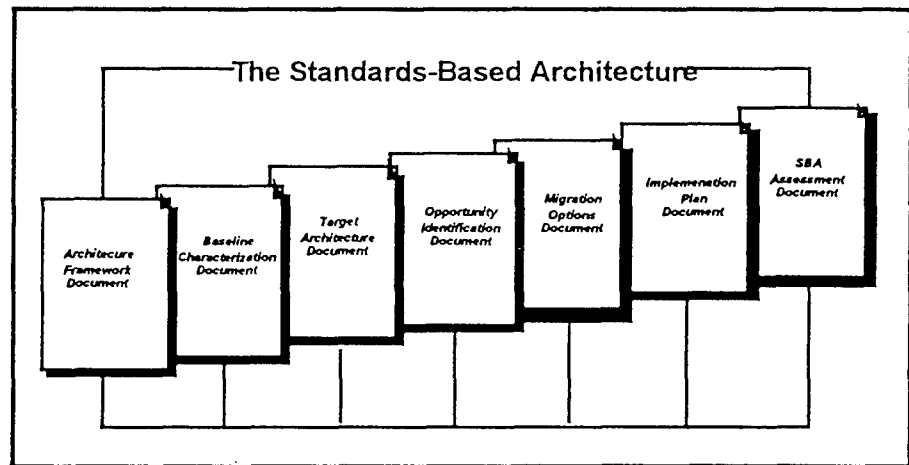 The Standards-Based Architecture
Architecure
Framework
Document
Baseline
Characterization
Document
Target
Architecture
Document
Opportunity
Identification
Document
Migration
Options
Document
Implemenation
Plan
Document
SBA
Assessment
Document